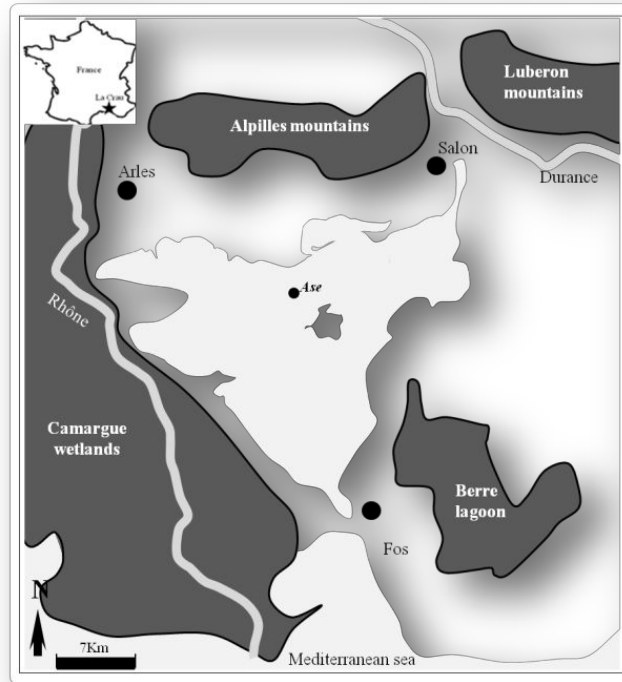 France
La Crau
Luberon
mountains
Alpilles mountains
Salon
Arles
Durance
Ase
Rhône
Camargue
wetlands
Berre
lagoon
Fos
N
7Km
Mediterranean sea